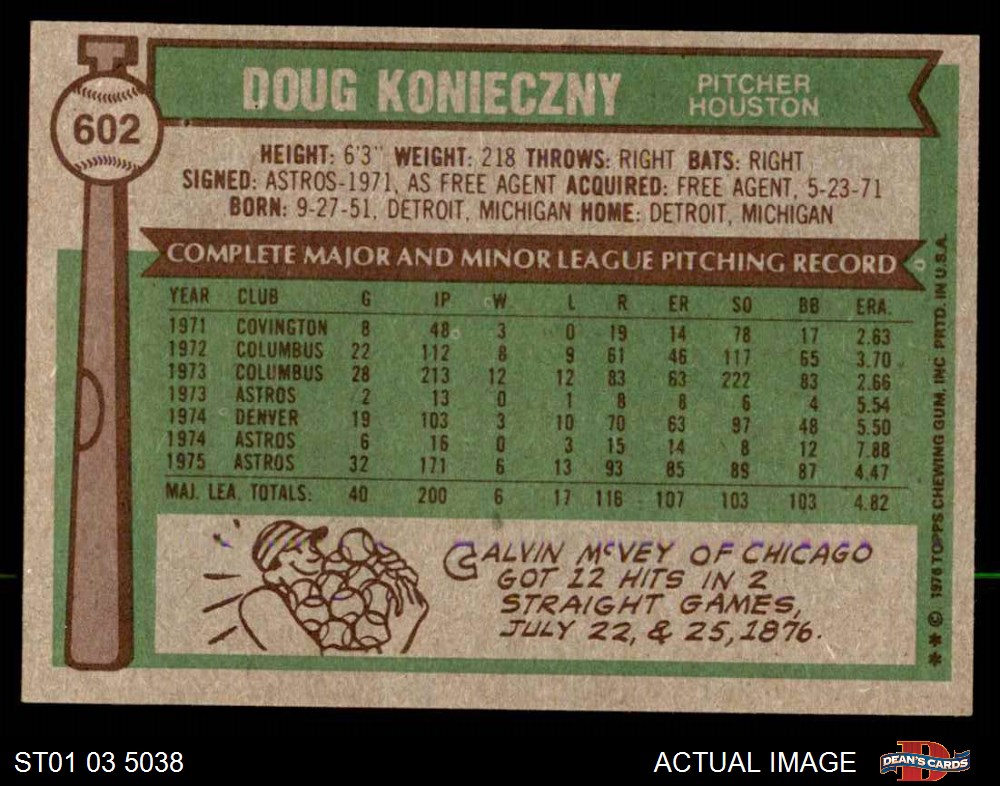 602
DOUG KONIECZNY
PITCHER
HOUSTON
HEIGHT: 6'3" WEIGHT: 218 THROWS: RIGHT BATS: RIGHT
SIGNED: ASTROS-1971, AS FREE AGENT ACQUIRED: FREE AGENT, 5-23-71
BORN: 9-27-51, DETROIT, MICHIGAN HOME: DETROIT, MICHIGAN
COMPLETE MAJOR AND MINOR LEAGUE PITCHING RECORD
YEAR CLUB G IP W L R ER SO BB ERA.
1971 COVINGTON 8 48 3 0 19 14 78 17 2.63
1972 COLUMBUS 22 112 8 9 61 46 117 65 3.70
1973 COLUMBUS 28 213 12 12 83 63 222 83 2.66
1973 ASTROS 2 13 0 1 8 8 6 4 5.54
1974 DENVER 19 103 3 10 70 63 97 48 5.50
1974 ASTROS 6 16 0 3 15 14 8 12 7.88
1975 ASTROS 32 171 6 13 93 85 89 87 4.47
MAJ. LEA. TOTALS: 40 200 6 17 116 107 103 103 4.82
CALVIN McVEY OF CHICAGO
GOT 12 HITS IN 2
STRAIGHT GAMES,
JULY 22, & 25, 1876.
** © 1976 TOPPS CHEWING GUM, INC PRTD. IN U.S.A.
ST01 03 5038
ACTUAL IMAGE
D
DEAN'S CARDS